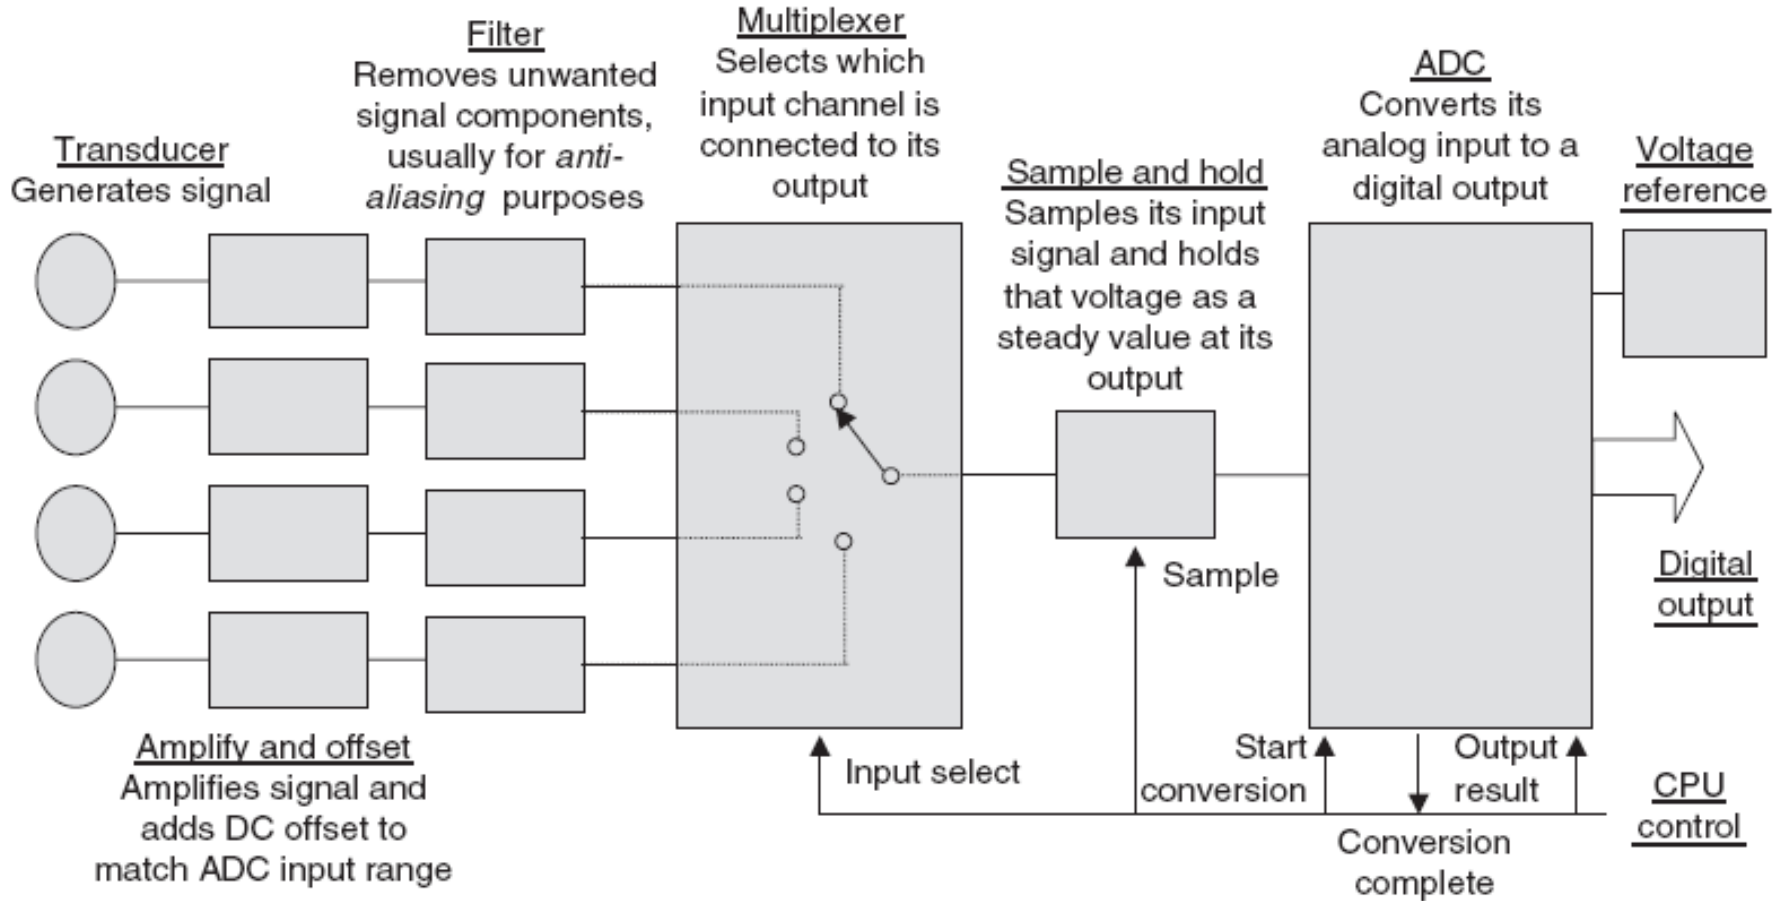 Transducer
Generates signal
Filter
Removes unwanted
signal components,
usually for anti-
aliasing purposes
Multiplexer
Selects which
input channel is
connected to its
output
Sample and hold
Samples its input
signal and holds
that voltage as a
steady value at its
output
ADC
Converts its
analog input to a
digital output
Voltage
reference
Digital
output
Sample
Amplify and offset
Amplifies signal and
adds DC offset to
match ADC input range
Input select
Start
conversion
Output
result
Conversion
complete
CPU
control